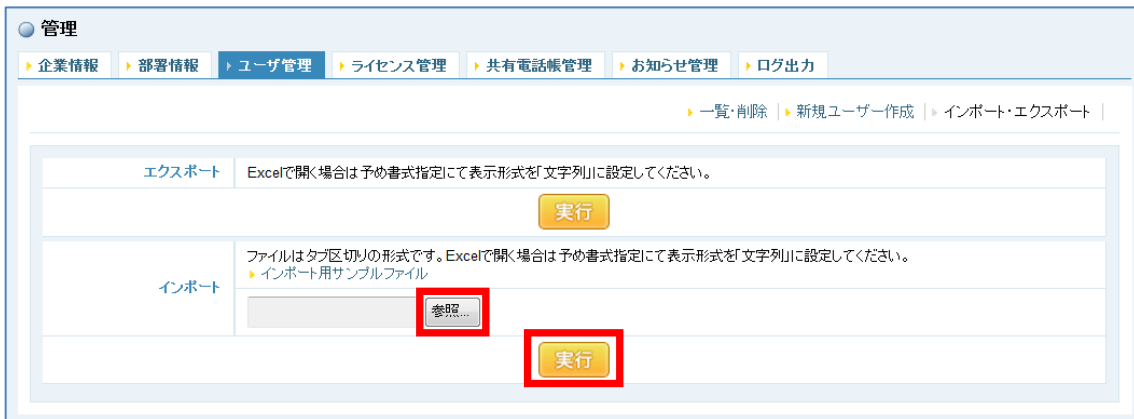 管理
企業情報 部署情報 ユーザ管理 ライセンス管理 共有電話帳管理 お知らせ管理 ログ出力
一覧・削除 | 新規ユーザー作成 | インポート・エクスポート |
エクスポート Excelで開く場合は予め書式指定にて表示形式を「文字列」に設定してください。
実行
ファイルはタブ区切りの形式です。Excelで開く場合は予め書式指定にて表示形式を「文字列」に設定してください。
インポート用サンプルファイル
インポート
参照...
実行